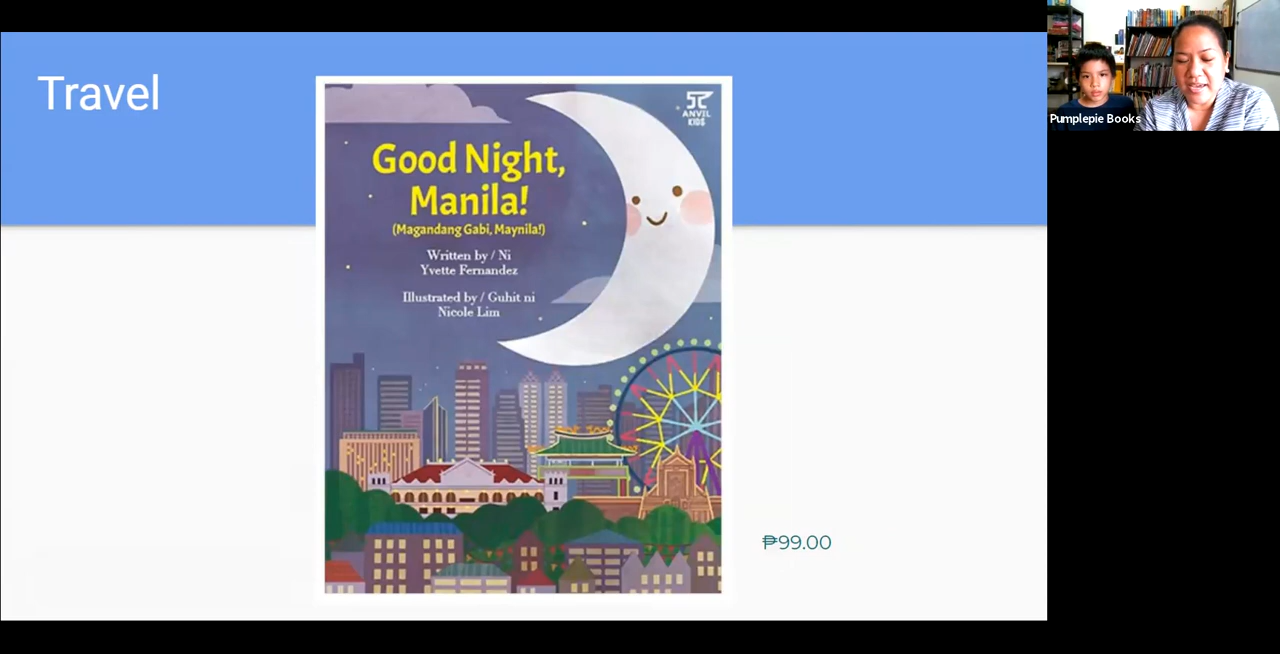 Travel
ANVIL
KIDS
Good Night,
Manila!
(Magandang Gabi, Maynila!)
Written by / Ni
Yvette Fernandez
Illustrated by / Guhit ni
Nicole Lim
₱99.00
Pumplepie Books